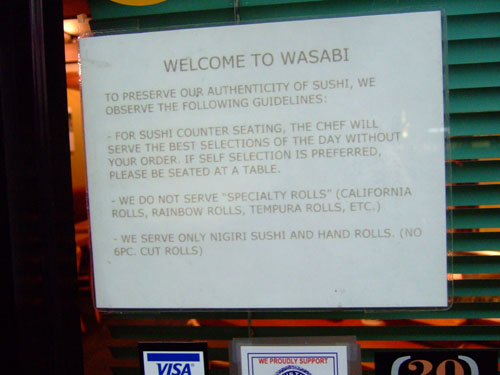 WELCOME TO WASABI
TO PRESERVE OUR AUTHENTICITY OF SUSHI, WE
OBSERVE THE FOLLOWING GUIDELINES:
- FOR SUSHI COUNTER SEATING, THE CHEF WILL
SERVE THE BEST SELECTIONS OF THE DAY WITHOUT
YOUR ORDER. IF SELF SELECTION IS PREFERRED,
PLEASE BE SEATED AT A TABLE.
- WE DO NOT SERVE "SPECIALTY ROLLS" (CALIFORNIA
ROLLS, RAINBOW ROLLS, TEMPURA ROLLS, ETC.)
- WE SERVE ONLY NIGIRI SUSHI AND HAND ROLLS. (NO
6PC. CUT ROLLS)
VISA
WE PROUDLY SUPPORT